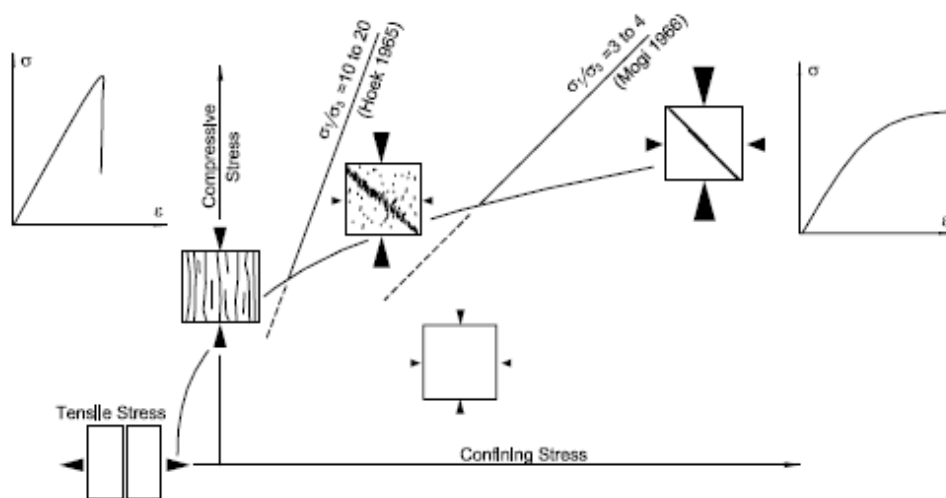 σ
ε
Compressive
Stress
σ₁/σ₃ =10 to 20
(Hoek 1965)
σ₁/σ₃ =3 to 4
(Mogi 1966)
σ
ε
Tensile Stress
Confining Stress